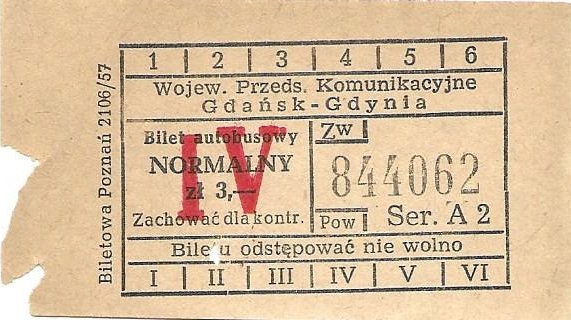 Biletowa Poznań 2106/57
1 2 3 4 5 6
Wojew. Przeds. Komunikacyjne
Gdańsk-Gdynia
Bilet autobusowy
NORMALNY
zł 3,—
Zachować dla kontr.
IV
Zw
844062
Pow Ser. A 2
Biletu odstępować nie wolno
I II III IV V VI